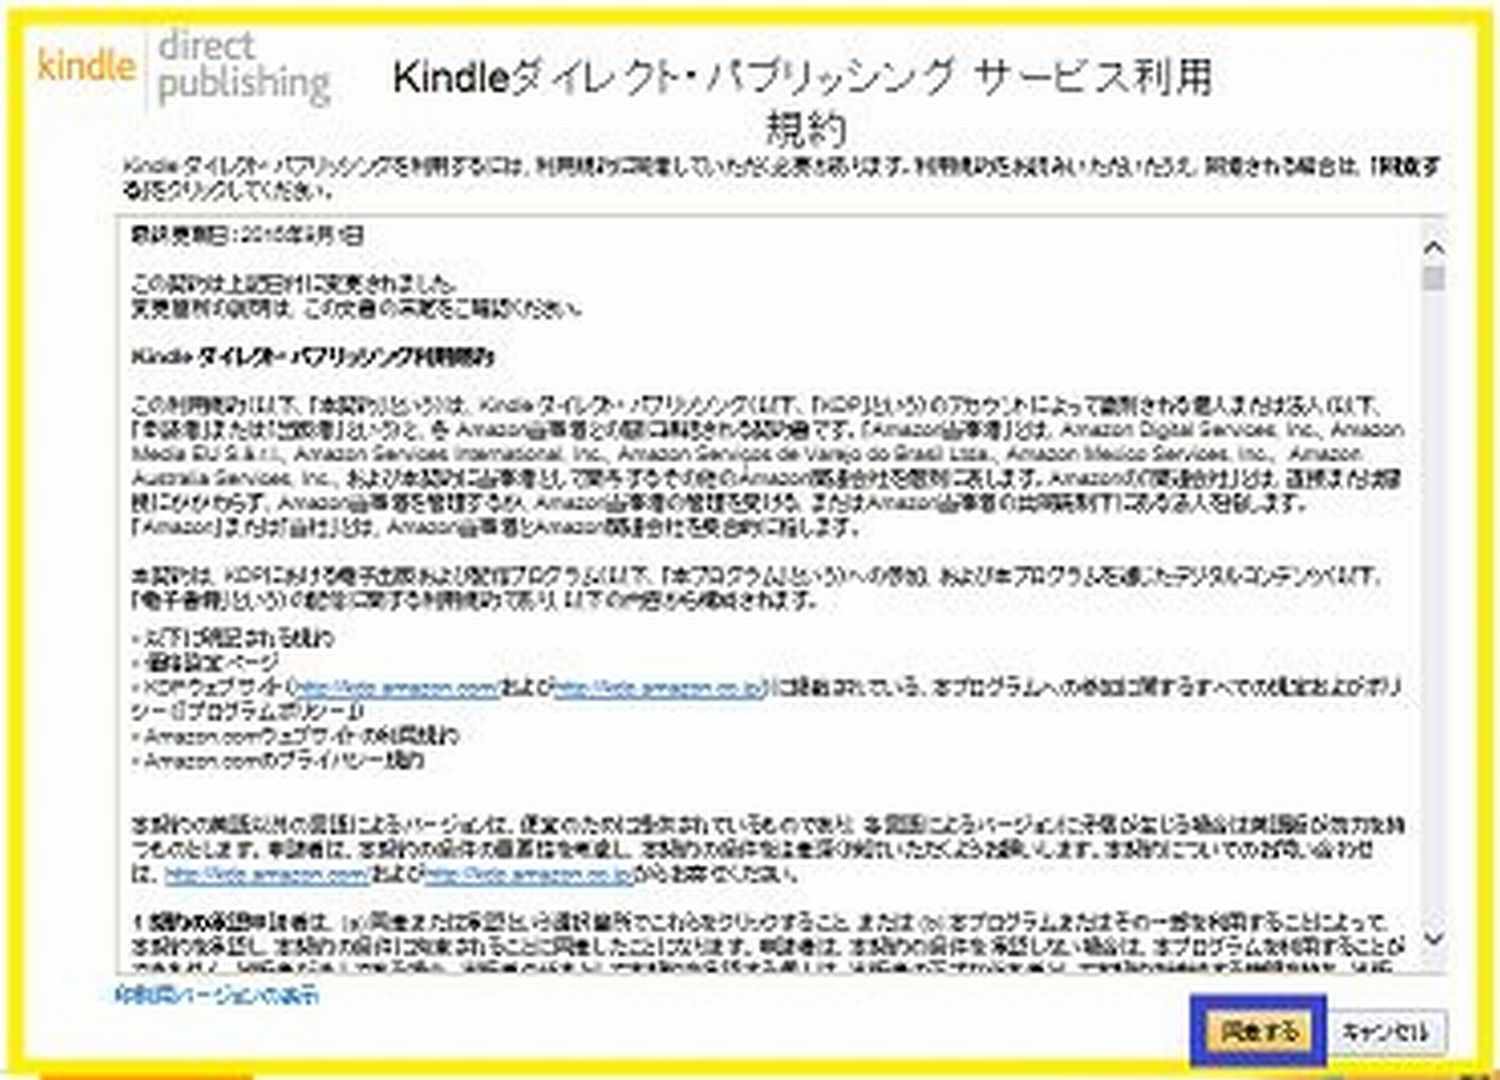 kindle direct publishing
Kindleダイレクト・パブリッシング サービス利用
規約
Kindle ダイレクト・パブリッシングを利用するには、利用規約に同意していただく必要があります。利用規約をお読みいただいたうえ、同意される場合は、「同意す
る」をクリックしてください。
最終更新日:2016年9月1日
この契約は上記日付に変更されました。
変更箇所の説明は、この文書の末尾をご確認ください。
Kindle ダイレクト・パブリッシング利用規約
この利用規約(以下、「本契約」という)は、Kindle ダイレクト・パブリッシング(以下、「KDP」という)のアカウントによって識別される個人または法人(以下、
「申請者」または「出版者」という)と、各 Amazon当事者との間に締結される契約書です。「Amazon当事者」とは、Amazon Digital Services, Inc.、Amazon
Media EU S.à r.l.、Amazon Services International, Inc.、Amazon Serviços de Varejo do Brasil Ltda.、Amazon Mexico Services, Inc.、 Amazon
Australia Services, Inc.、および本契約に当事者として関与するその他のAmazon関連会社を個別に表します。Amazonの「関連会社」とは、直接または間
接にかかわらず、Amazon当事者を管理するか、Amazon当事者の管理を受ける、またはAmazon当事者の共同統制下にある法人を指します。
「Amazon」または「当社」とは、Amazon当事者とAmazon関連会社を集合的に指します。
本契約は、KDPにおける電子出版および配信プログラム(以下、「本プログラム」という)への参加、および本プログラムを通じたデジタルコンテンツ(以下、
「電子書籍」という)の配信に関する利用規約であり、以下の内容から構成されます。
・以下に明記される規約
・価格設定ページ
・KDPウェブサイト(http://kdp.amazon.com/およびhttp://kdp.amazon.co.jp/)に掲載されている、本プログラムへの参加に関するすべての規定およびポリ
シー(「プログラムポリシー」)
・Amazon.comウェブサイトの利用規約
・Amazon.comのプライバシー規約
本契約の英語以外の言語によるバージョンは、便宜のために提供されているものであり、各言語によるバージョンに矛盾が生じる場合は英語版が効力を持
つものとします。申請者は、本契約の条件の重要性を考慮し、本契約の条件を注意深く検討いただくようお願いします。本契約についてのお問い合わせ
は、http://kdp.amazon.com/およびhttp://kdp.amazon.co.jp/からお寄せください。
1 契約の承認申請者は、(a)同意または承認という選択箇所でこれらをクリックすること、または(b)本プログラムまたはその一部を利用することによって、
本契約を承認し、本契約の条件に拘束されることに同意したことになります。申請者は、本契約の条件を承認しない場合は、本プログラムを利用することが
印刷用バージョンの表示
同意する
キャンセル